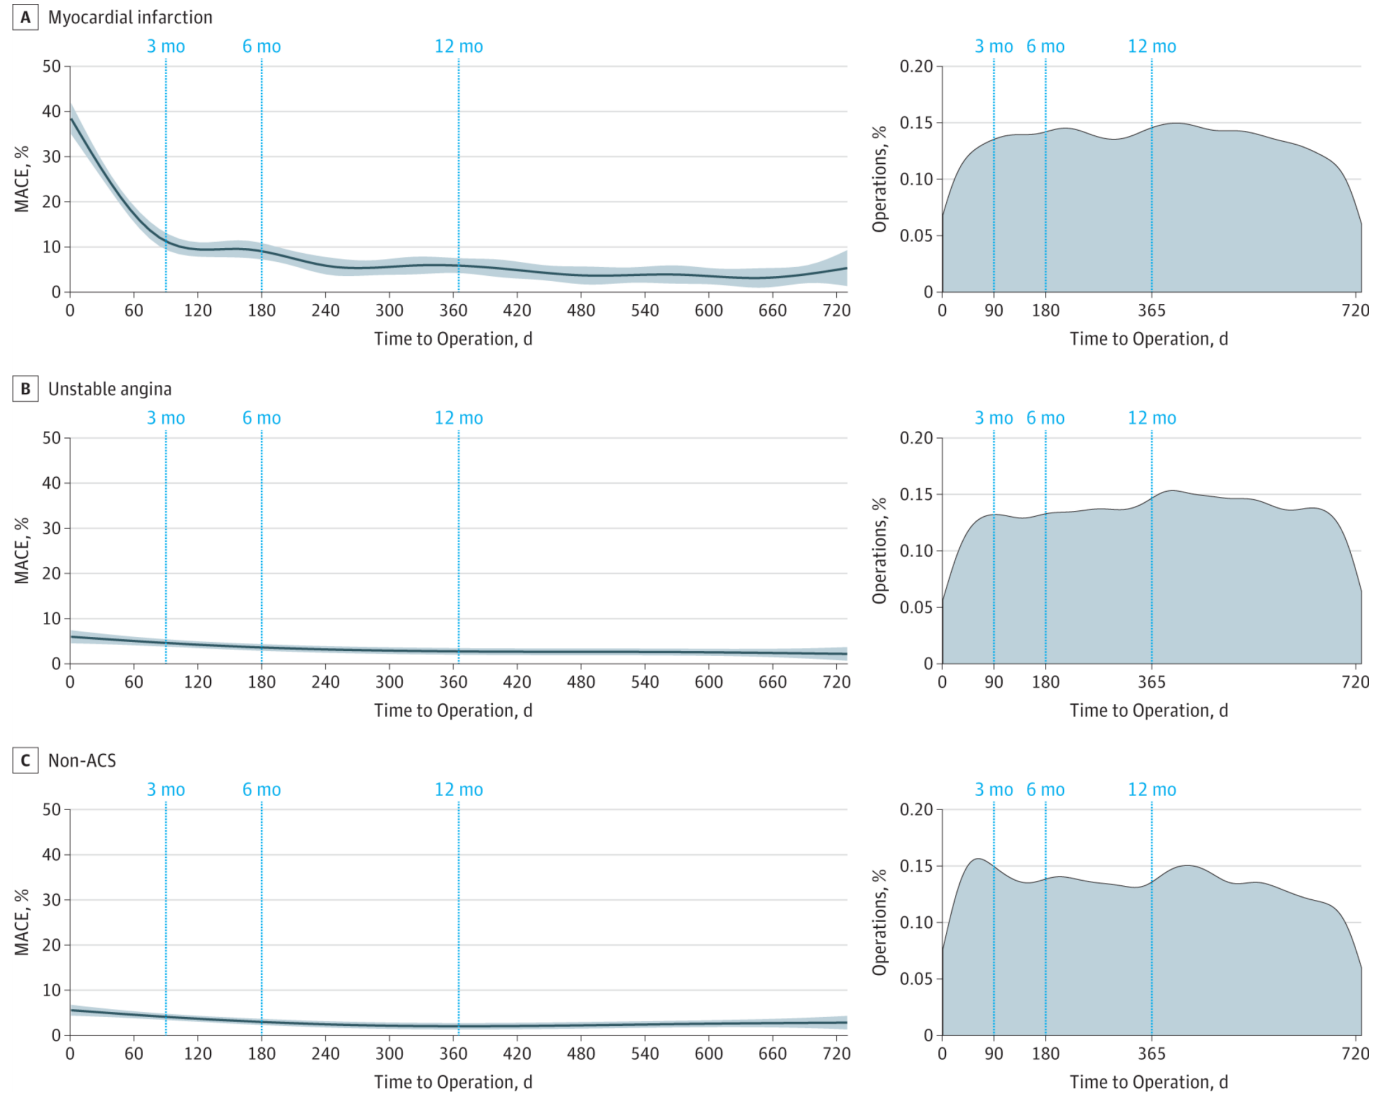 A Myocardial infarction
3 mo 6 mo 12 mo
50
40
30
20
10
0
MACE, %
0 60 120 180 240 300 360 420 480 540 600 660 720
Time to Operation, d
3 mo 6 mo 12 mo
0.20
0.15
0.10
0.05
0
Operations, %
0 90 180 365 720
Time to Operation, d
B Unstable angina
3 mo 6 mo 12 mo
50
40
30
20
10
0
MACE, %
0 60 120 180 240 300 360 420 480 540 600 660 720
Time to Operation, d
3 mo 6 mo 12 mo
0.20
0.15
0.10
0.05
0
Operations, %
0 90 180 365 720
Time to Operation, d
C Non-ACS
3 mo 6 mo 12 mo
50
40
30
20
10
0
MACE, %
0 60 120 180 240 300 360 420 480 540 600 660 720
Time to Operation, d
3 mo 6 mo 12 mo
0.20
0.15
0.10
0.05
0
Operations, %
0 90 180 365 720
Time to Operation, d